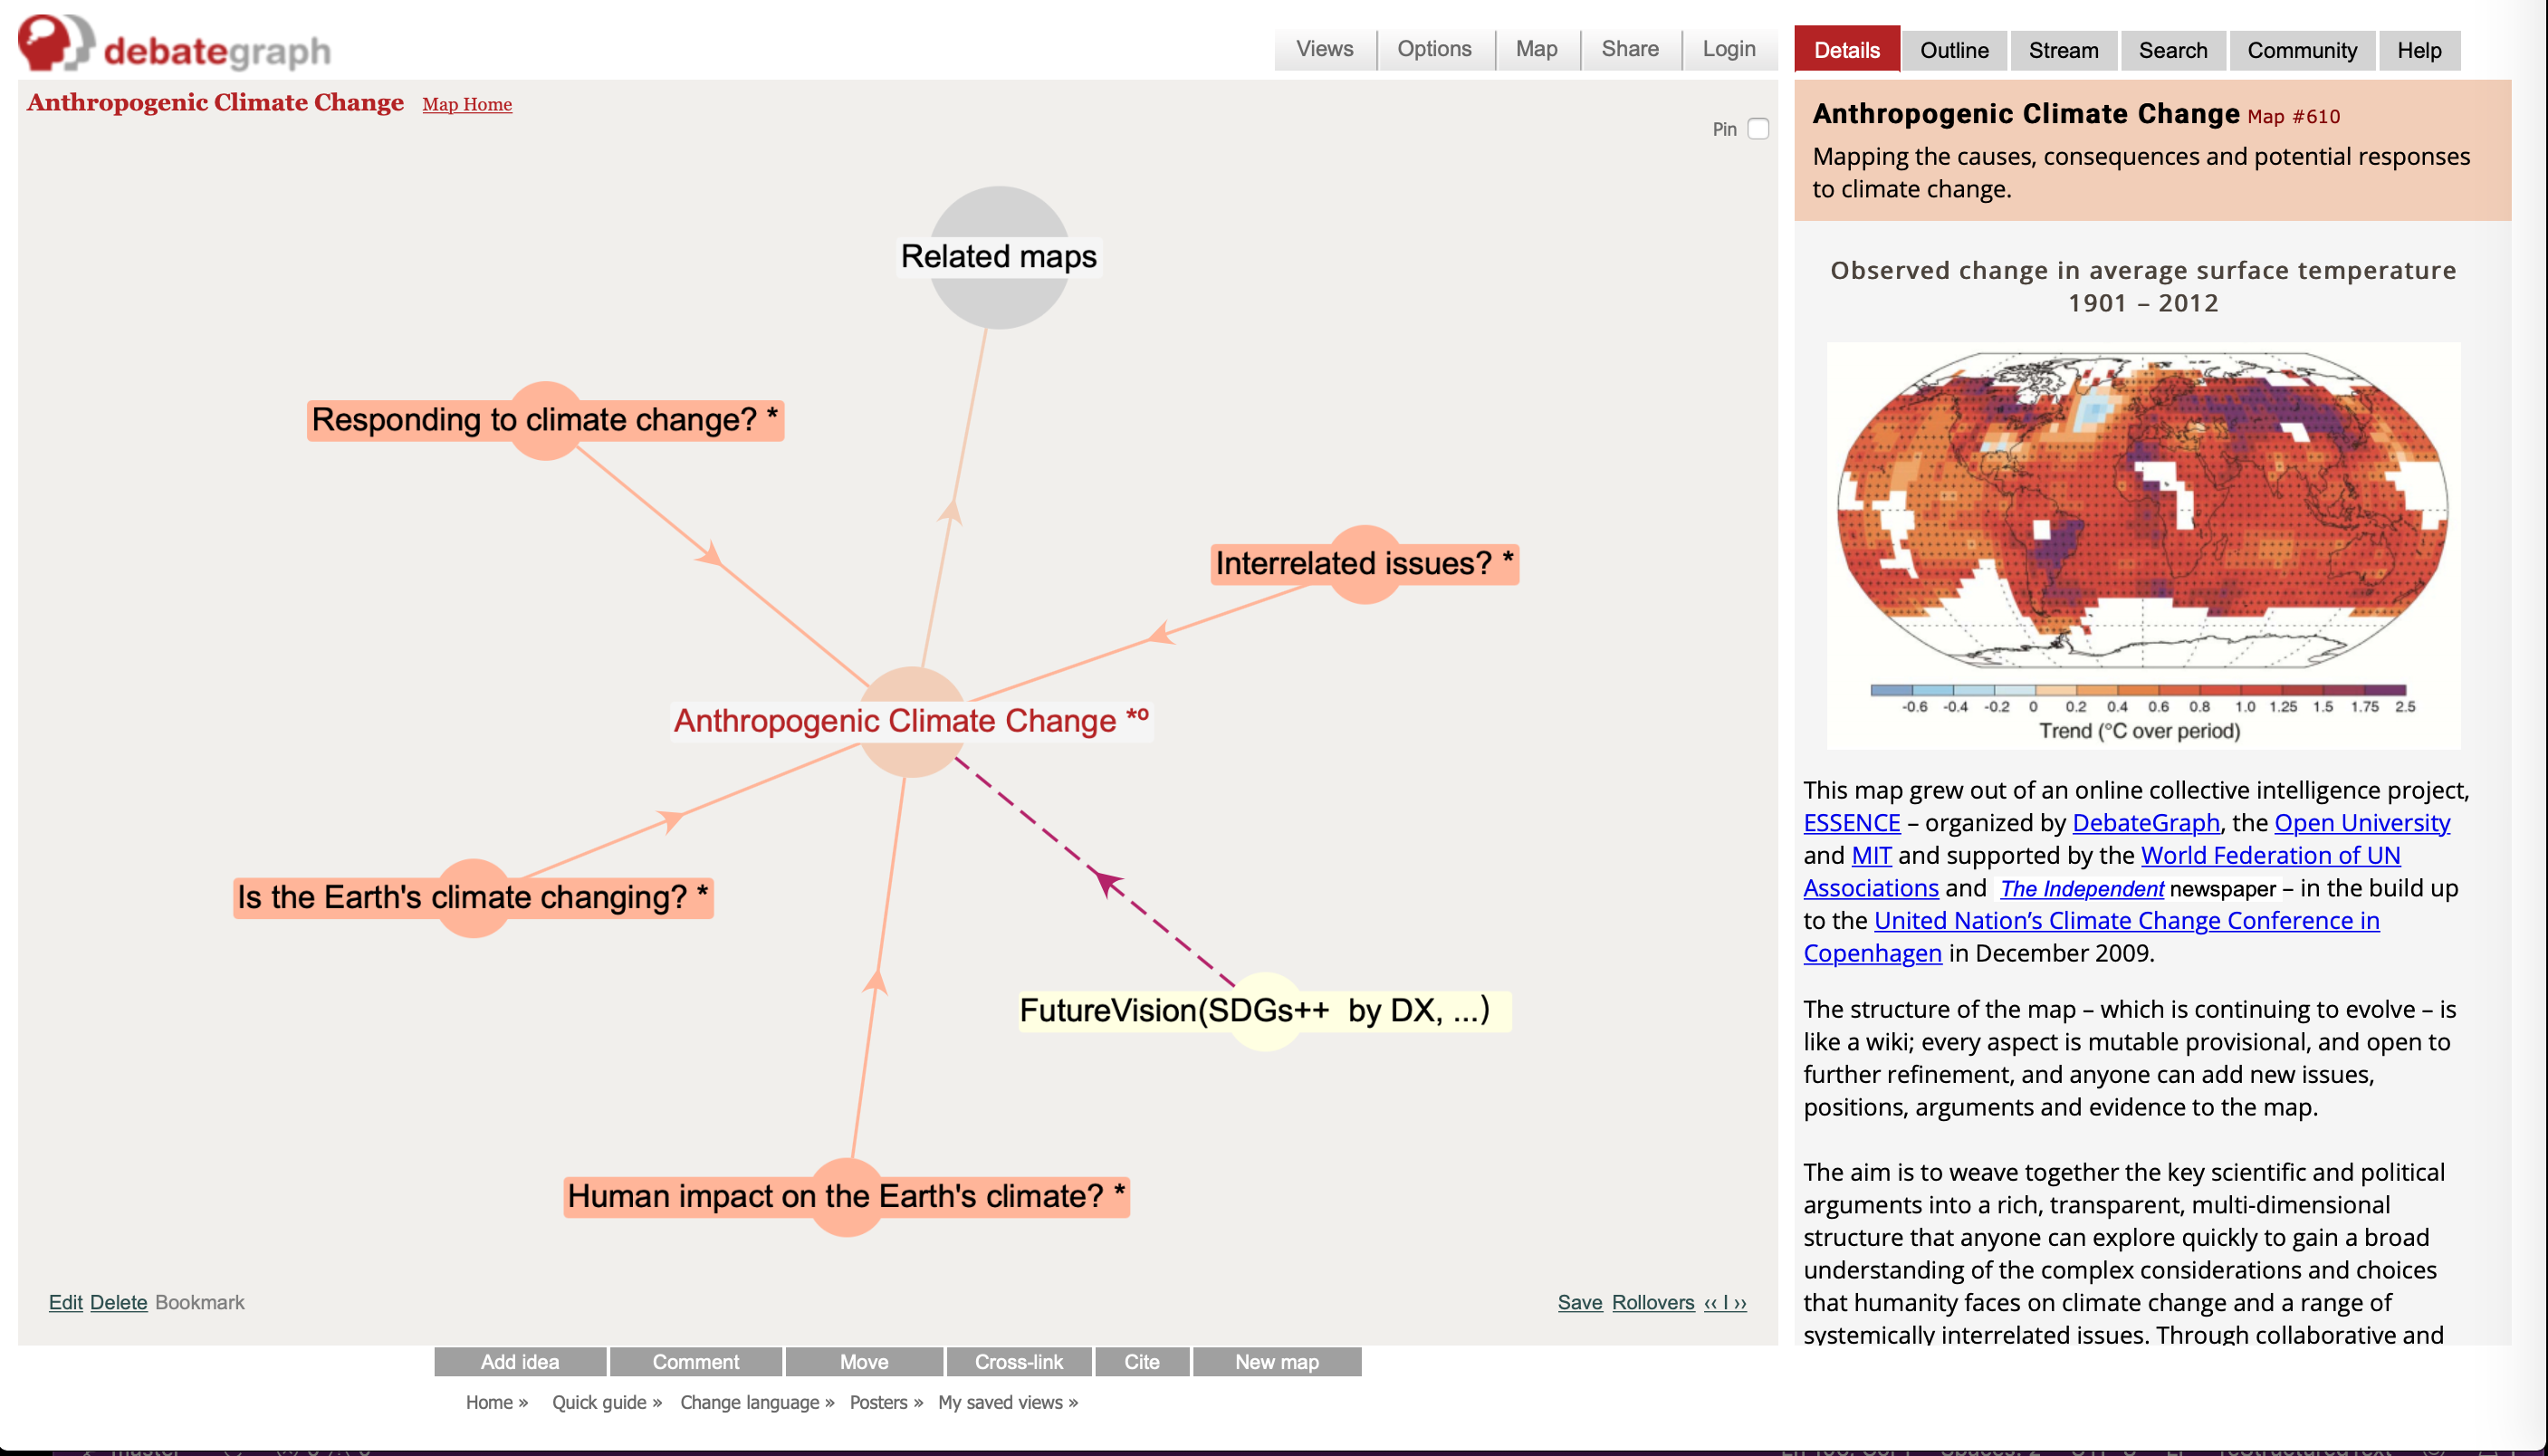 debategraph
Views
Options
Map
Share
Login
Details
Outline
Stream
Search
Community
Help
Anthropogenic Climate Change Map Home
Pin
Related maps
Responding to climate change? *
Interrelated issues? *
Anthropogenic Climate Change *º
Is the Earth's climate changing? *
FutureVision(SDGs++ by DX, ...)
Human impact on the Earth's climate? *
Edit Delete Bookmark
Save Rollovers ‹‹ I ››
Add idea
Comment
Move
Cross-link
Cite
New map
Home »
Quick guide »
Change language »
Posters »
My saved views »
Anthropogenic Climate Change Map #610
Mapping the causes, consequences and potential responses
to climate change.
Observed change in average surface temperature
1901 – 2012
-0.6 -0.4 -0.2 0 0.2 0.4 0.6 0.8 1.0 1.25 1.5 1.75 2.5
Trend (°C over period)
This map grew out of an online collective intelligence project,
ESSENCE – organized by DebateGraph, the Open University
and MIT and supported by the World Federation of UN
Associations and The Independent newspaper – in the build up
to the United Nation’s Climate Change Conference in
Copenhagen in December 2009.
The structure of the map – which is continuing to evolve – is
like a wiki; every aspect is mutable provisional, and open to
further refinement, and anyone can add new issues,
positions, arguments and evidence to the map.
The aim is to weave together the key scientific and political
arguments into a rich, transparent, multi-dimensional
structure that anyone can explore quickly to gain a broad
understanding of the complex considerations and choices
that humanity faces on climate change and a range of
systemically interrelated issues. Through collaborative and